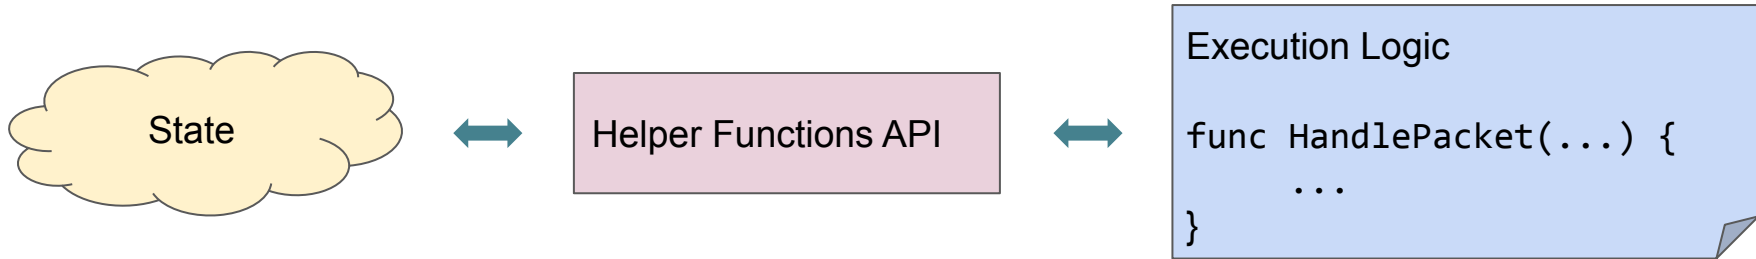 State
Helper Functions API
Execution Logic
func HandlePacket(...) {
...
}